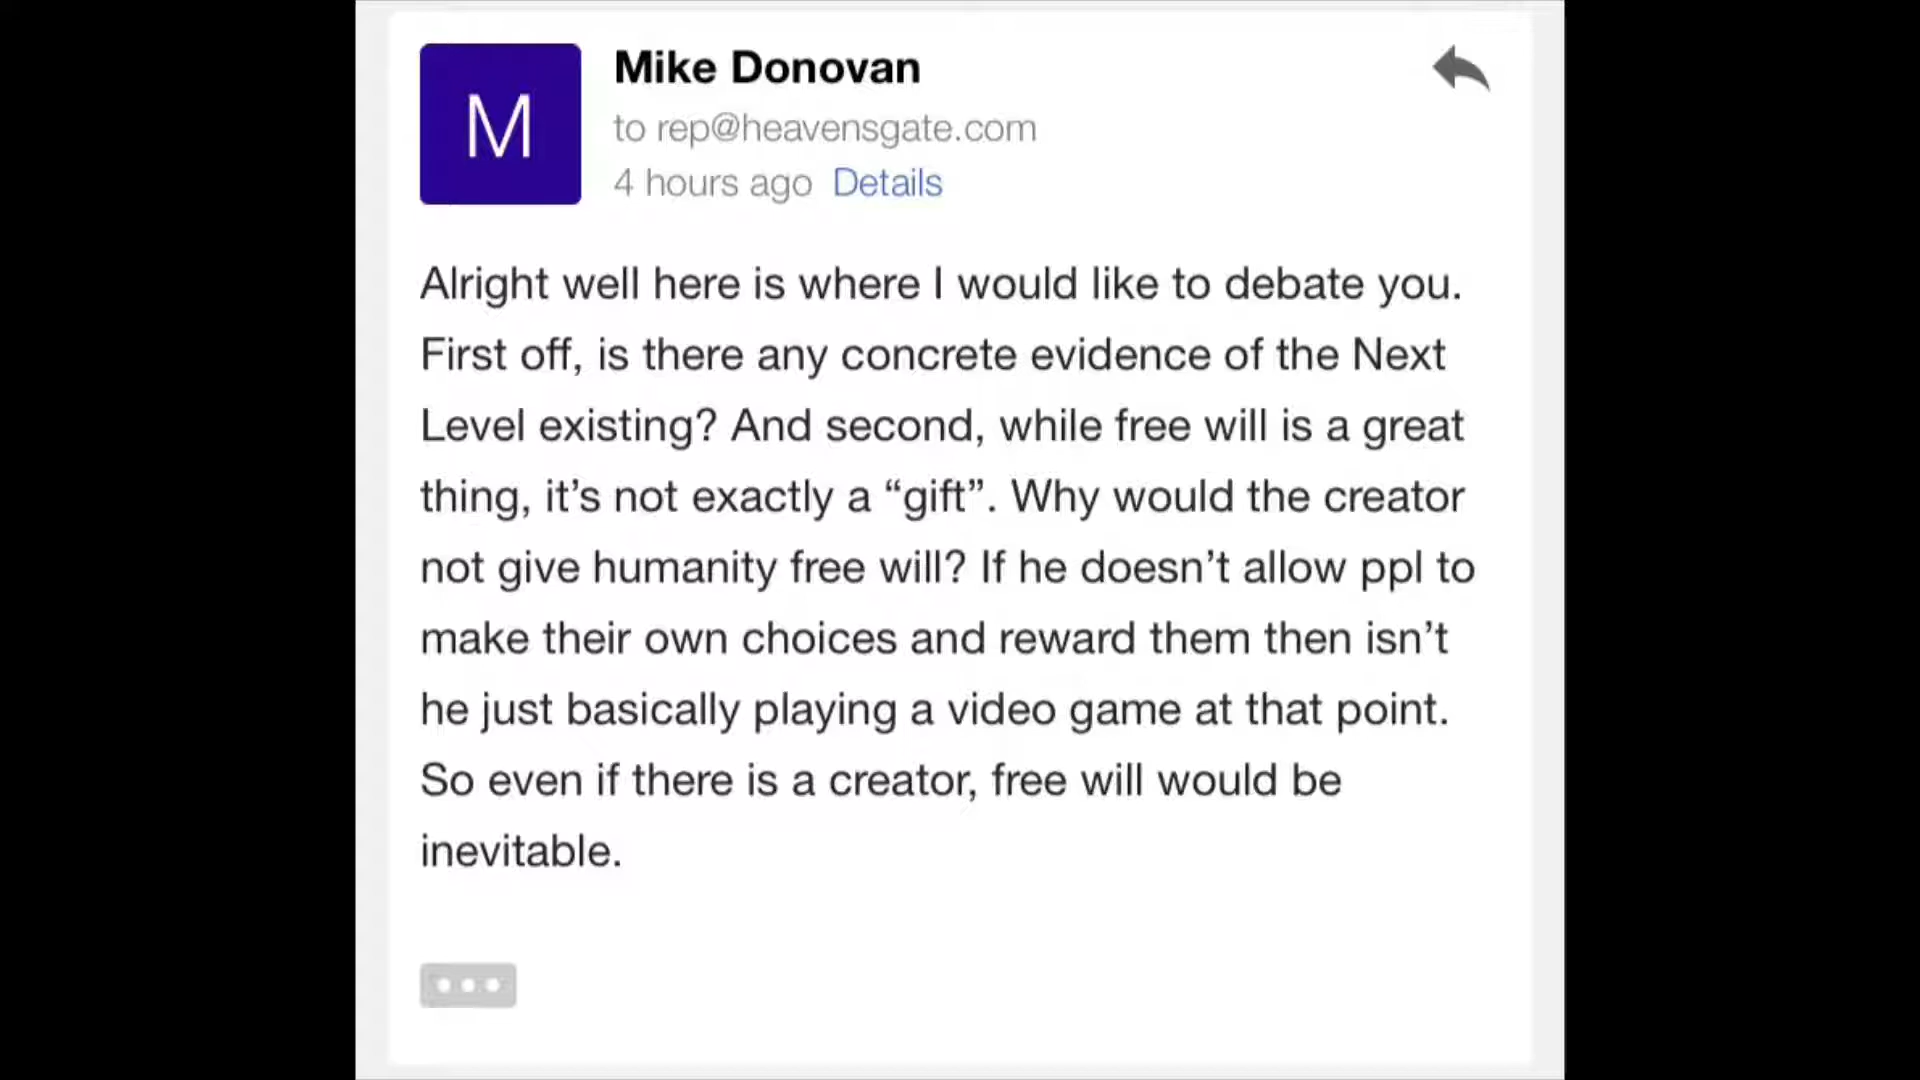 M
Mike Donovan
to rep@heavensgate.com
4 hours ago Details
Alright well here is where I would like to debate you.
First off, is there any concrete evidence of the Next
Level existing? And second, while free will is a great
thing, it’s not exactly a “gift”. Why would the creator
not give humanity free will? If he doesn’t allow ppl to
make their own choices and reward them then isn’t
he just basically playing a video game at that point.
So even if there is a creator, free will would be
inevitable.